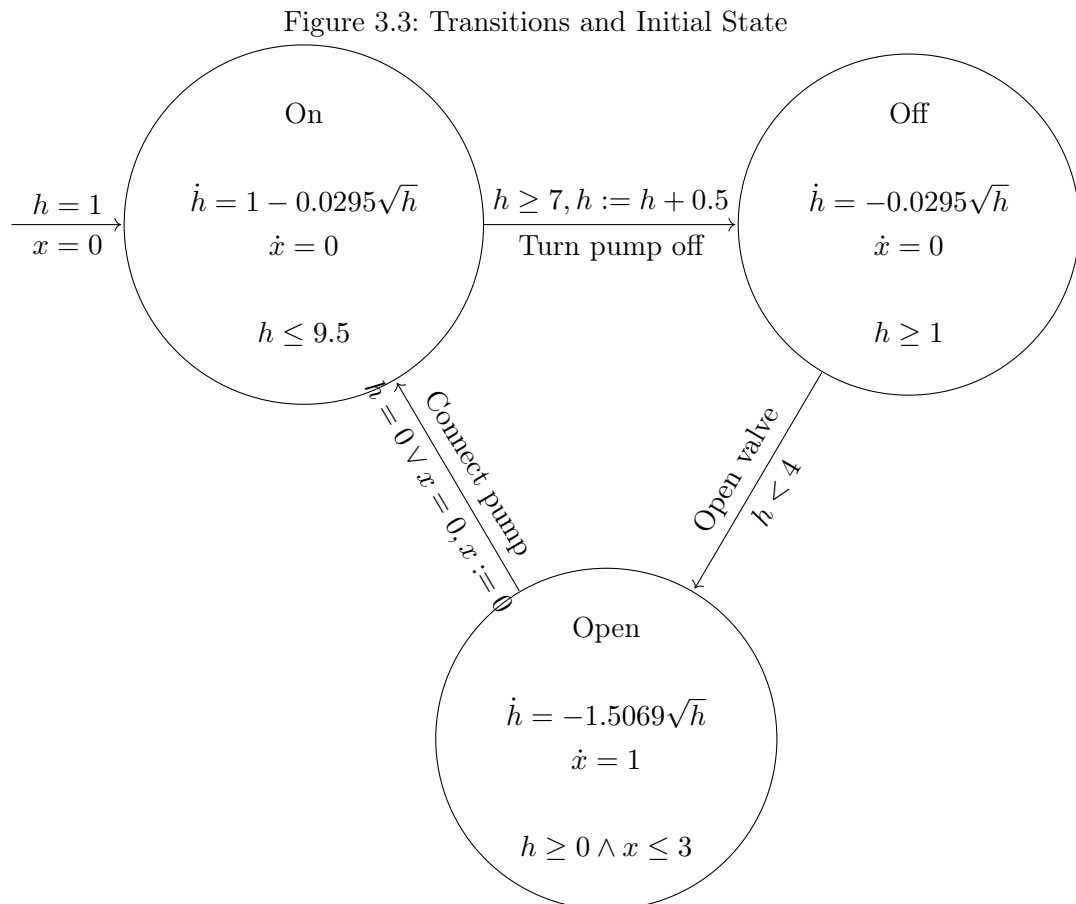 Figure 3.3: Transitions and Initial State
On
ḣ = 1 − 0.0295√h
ẋ = 0
h ≤ 9.5
h = 1
x = 0
h ≥ 7, h := h + 0.5
Turn pump off
Off
ḣ = −0.0295√h
ẋ = 0
h ≥ 1
Connect pump
h = 0 ∨ x = 0, x := 0
Open valve
h < 4
Open
ḣ = −1.5069√h
ẋ = 1
h ≥ 0 ∧ x ≤ 3